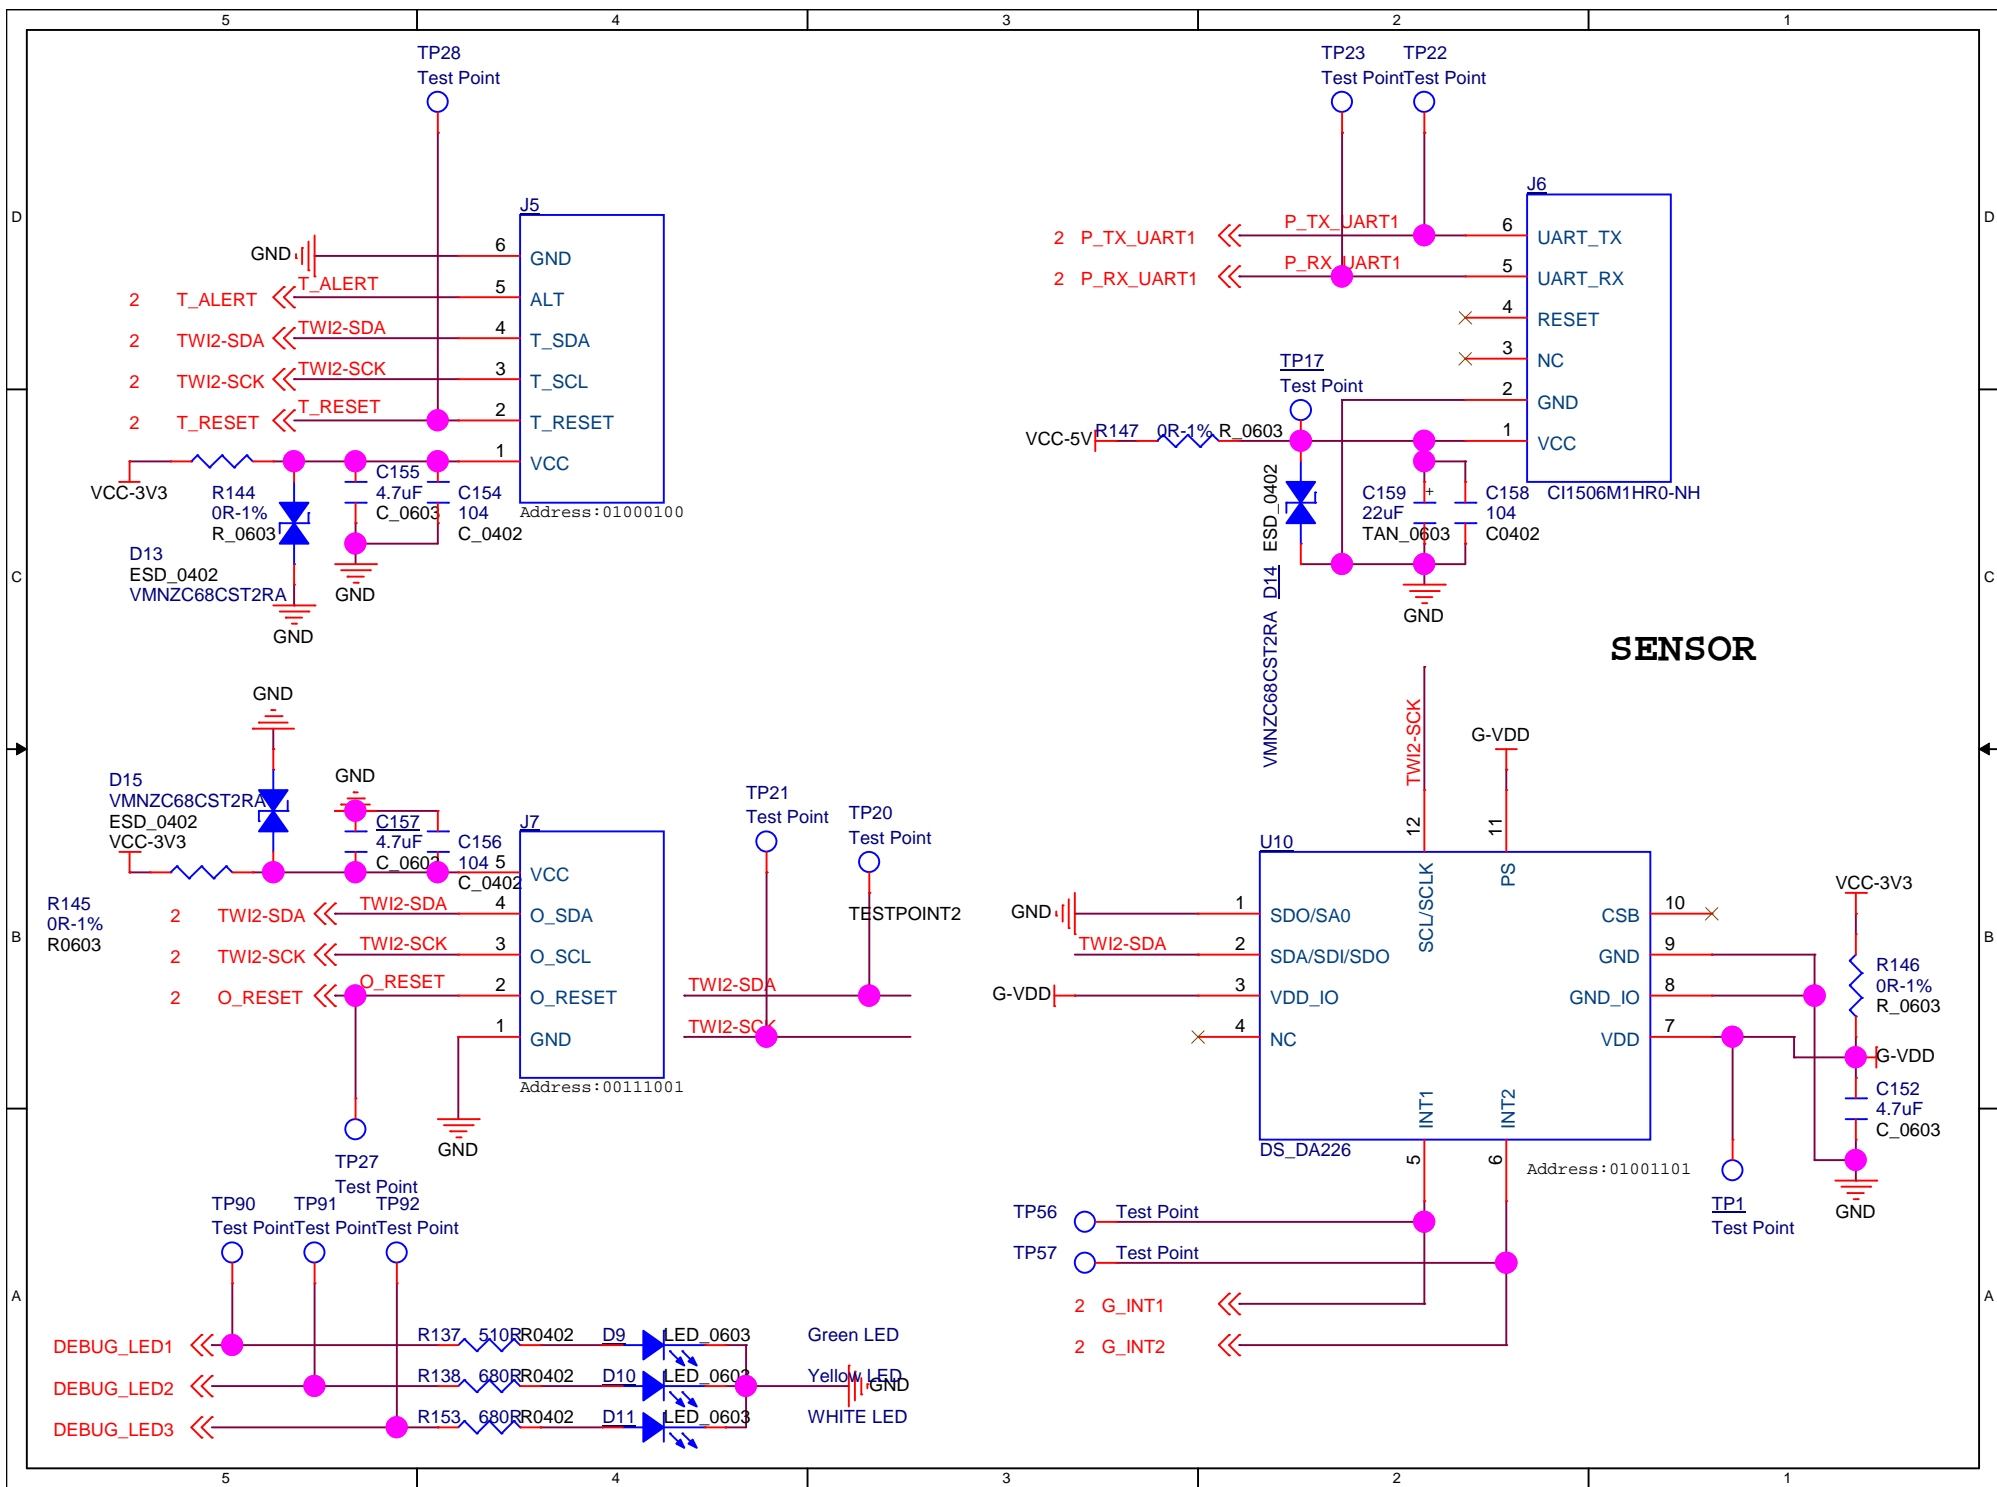 5 4 3 2 1
D
C
B
A
TP28
Test Point
J5
GND
6
GND
2 T_ALERT
T_ALERT
5
ALT
2 TWI2-SDA
TWI2-SDA
4
T_SDA
2 TWI2-SCK
TWI2-SCK
3
T_SCL
2 T_RESET
T_RESET
2
T_RESET
1
VCC
VCC-3V3
R144
0R-1%
R_0603
C155
4.7uF
C_0603
C154
104
C_0402
Address:01000100
D13
ESD_0402
VMNZC68CST2RA
GND
GND
TP23
Test Point
TP22
Test Point
J6
2 P_TX_UART1
P_TX_UART1
6
UART_TX
2 P_RX_UART1
P_RX_UART1
5
UART_RX
4
RESET
3
NC
TP17
Test Point
2
GND
VCC-5V
R147 0R-1% R_0603
1
VCC
VMNZC68CST2RA D14 ESD_0402
C159
22uF
TAN_0603
+
C158
104
C0402
CI1506M1HR0-NH
GND
SENSOR
GND
D15
VMNZC68CST2RA
ESD_0402
VCC-3V3
GND
C157
4.7uF
C_0603
C156
104
C_0402
J7
5
VCC
R145
0R-1%
R0603
2 TWI2-SDA
TWI2-SDA
4
O_SDA
2 TWI2-SCK
TWI2-SCK
3
O_SCL
2 O_RESET
O_RESET
2
O_RESET
1
GND
Address:00111001
GND
TP27
Test Point
TP21
Test Point
TP20
Test Point
TESTPOINT2
TWI2-SDA
TWI2-SCK
TWI2-SCK
G-VDD
12
11
U10
SCL/SCLK
PS
GND
1
SDO/SA0
TWI2-SDA
2
SDA/SDI/SDO
G-VDD
3
VDD_IO
4
NC
10
CSB
9
GND
8
GND_IO
7
VDD
INT1
INT2
5
6
DS_DA226
Address:01001101
VCC-3V3
R146
0R-1%
R_0603
G-VDD
C152
4.7uF
C_0603
GND
TP1
Test Point
TP56
Test Point
TP57
Test Point
2 G_INT1
2 G_INT2
TP90
Test Point
TP91
Test Point
TP92
Test Point
DEBUG_LED1
R137 510R R0402
D9 LED_0603
Green LED
DEBUG_LED2
R138 680R R0402
D10 LED_0603
Yellow LED
GND
DEBUG_LED3
R153 680R R0402
D11 LED_0603
WHITE LED
D
C
B
A
5 4 3 2 1